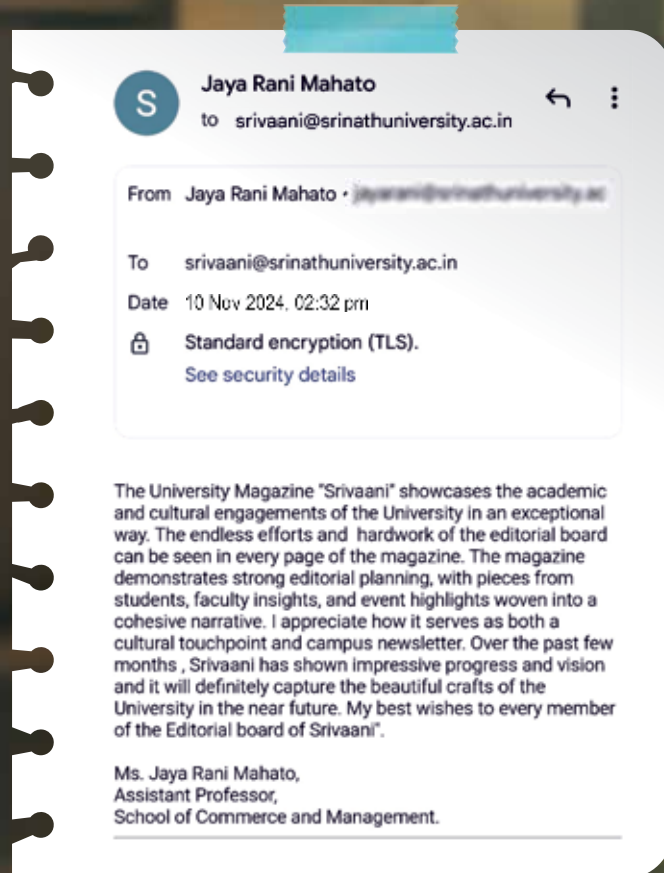 S
Jaya Rani Mahato
to srivaani@srinathuniversity.ac.in
From Jaya Rani Mahato •
To srivaani@srinathuniversity.ac.in
Date 10 Nov 2024, 02:32 pm
Standard encryption (TLS).
See security details
The University Magazine "Srivaani" showcases the academic
and cultural engagements of the University in an exceptional
way. The endless efforts and hardwork of the editorial board
can be seen in every page of the magazine. The magazine
demonstrates strong editorial planning, with pieces from
students, faculty insights, and event highlights woven into a
cohesive narrative. I appreciate how it serves as both a
cultural touchpoint and campus newsletter. Over the past few
months , Srivaani has shown impressive progress and vision
and it will definitely capture the beautiful crafts of the
University in the near future. My best wishes to every member
of the Editorial board of Srivaani".
Ms. Jaya Rani Mahato,
Assistant Professor,
School of Commerce and Management.